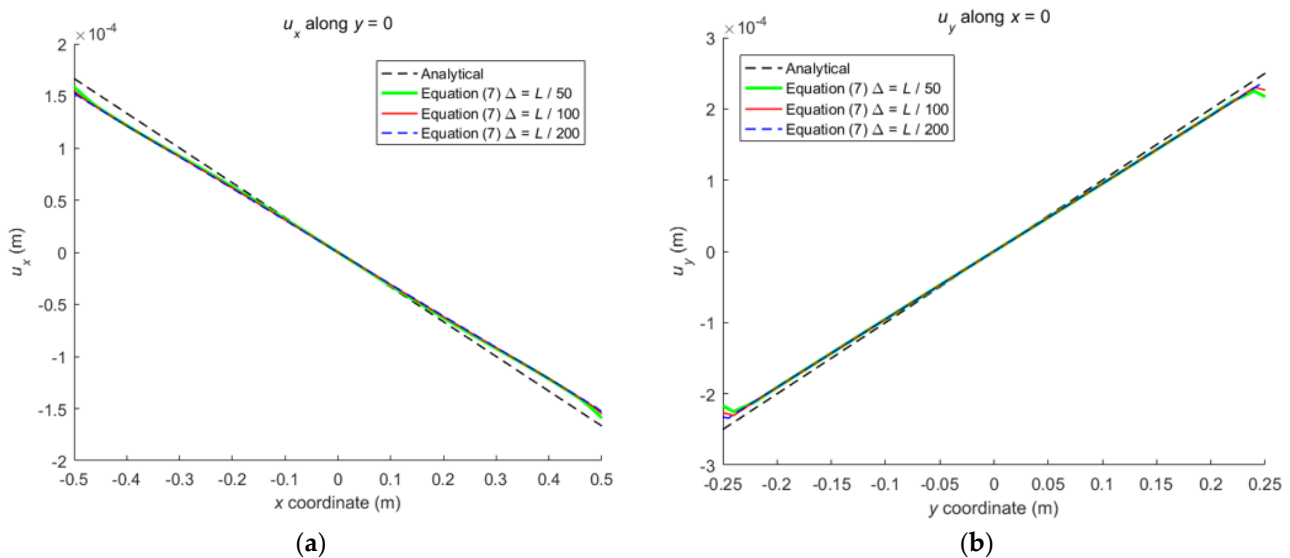 u_x along y = 0
×10⁻⁴
2
1.5
1
0.5
0
-0.5
-1
-1.5
-2
u_x (m)
Analytical
Equation (7) Δ = L / 50
Equation (7) Δ = L / 100
Equation (7) Δ = L / 200
-0.5 -0.4 -0.3 -0.2 -0.1 0 0.1 0.2 0.3 0.4 0.5
x coordinate (m)
(a)
u_y along x = 0
×10⁻⁴
3
2
1
0
-1
-2
-3
u_y (m)
Analytical
Equation (7) Δ = L / 50
Equation (7) Δ = L / 100
Equation (7) Δ = L / 200
-0.25 -0.2 -0.15 -0.1 -0.05 0 0.05 0.1 0.15 0.2 0.25
y coordinate (m)
(b)